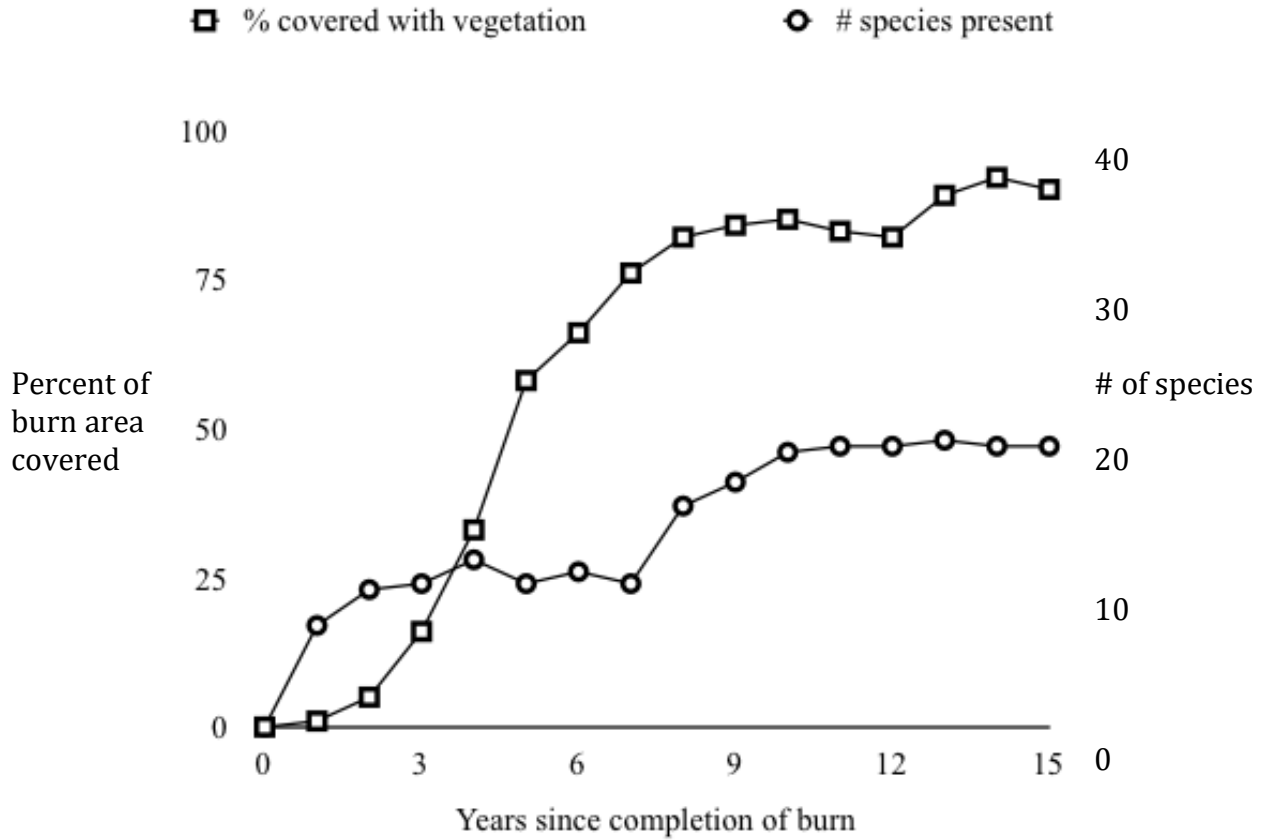 % covered with vegetation
# species present
100
75
50
25
0
Percent of
burn area
covered
40
30
# of species
20
10
0
0 3 6 9 12 15
Years since completion of burn